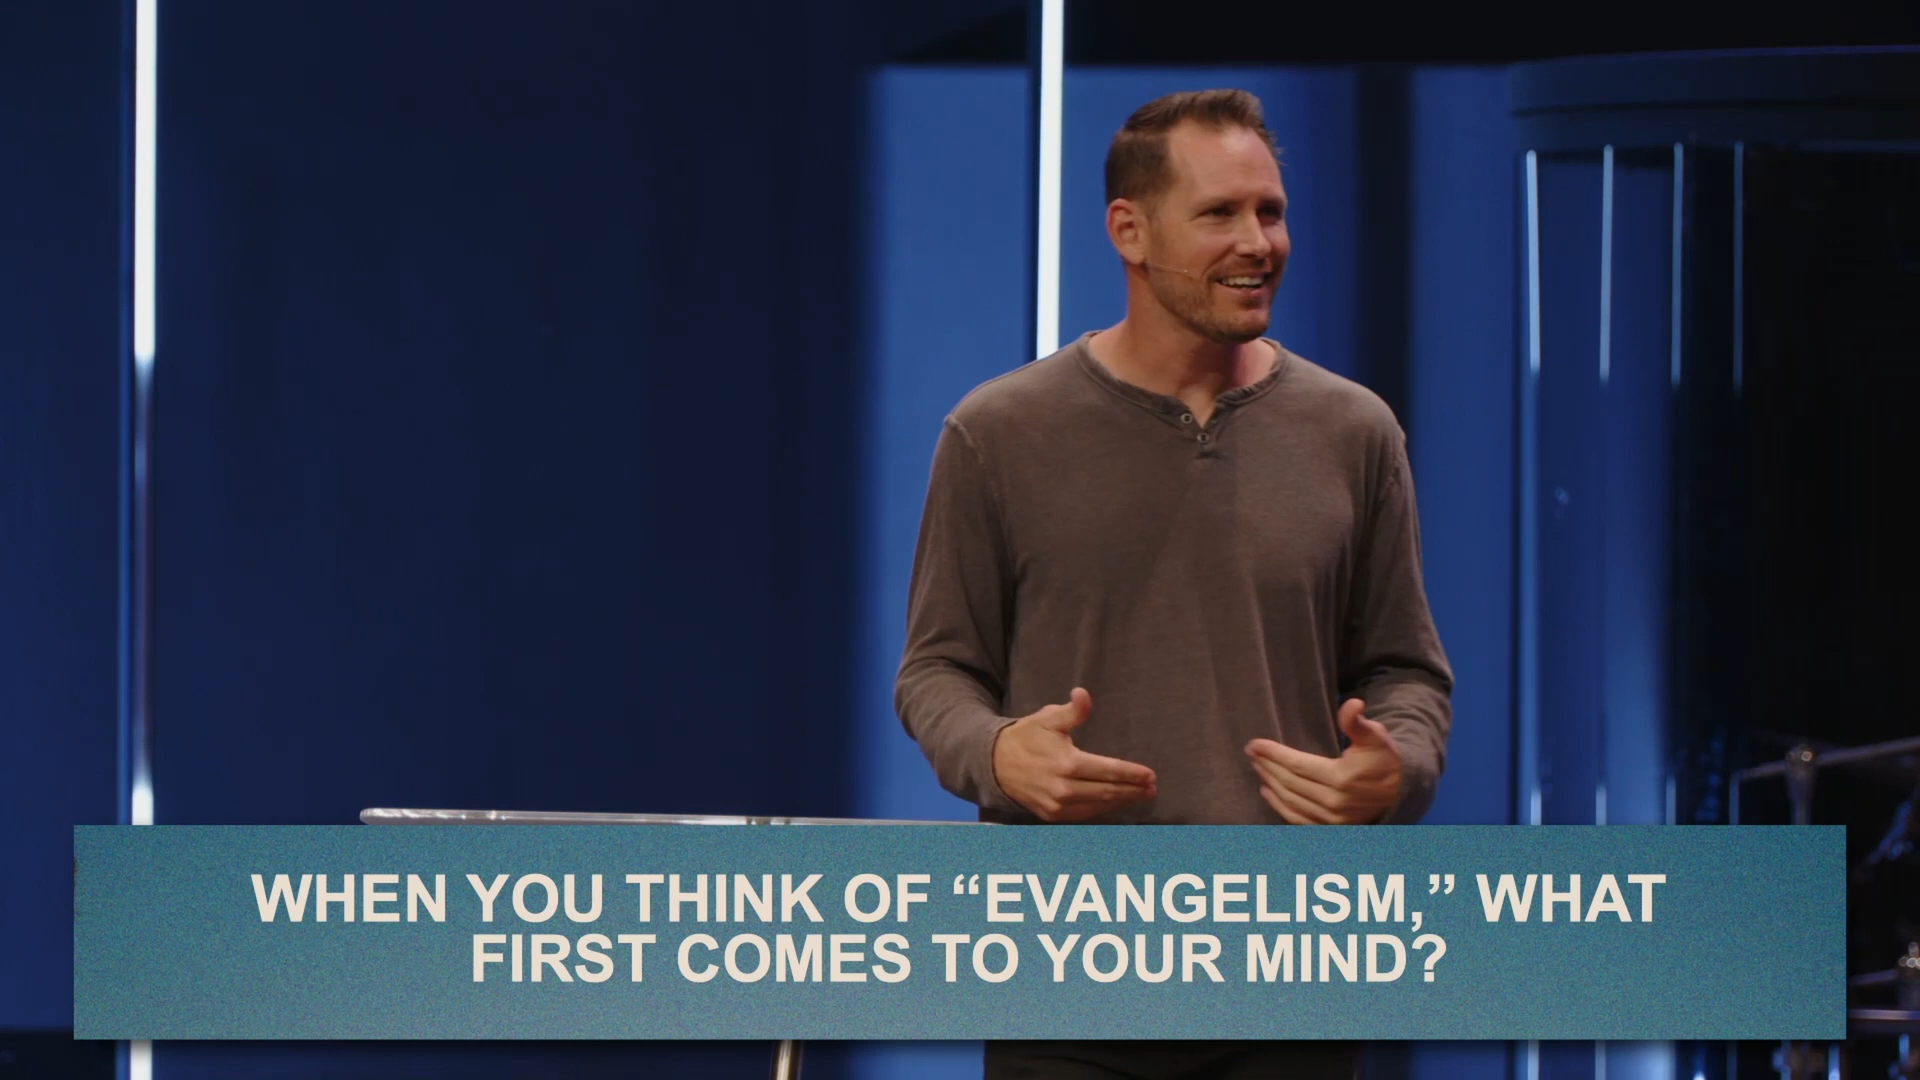 WHEN YOU THINK OF “EVANGELISM,” WHAT
FIRST COMES TO YOUR MIND?